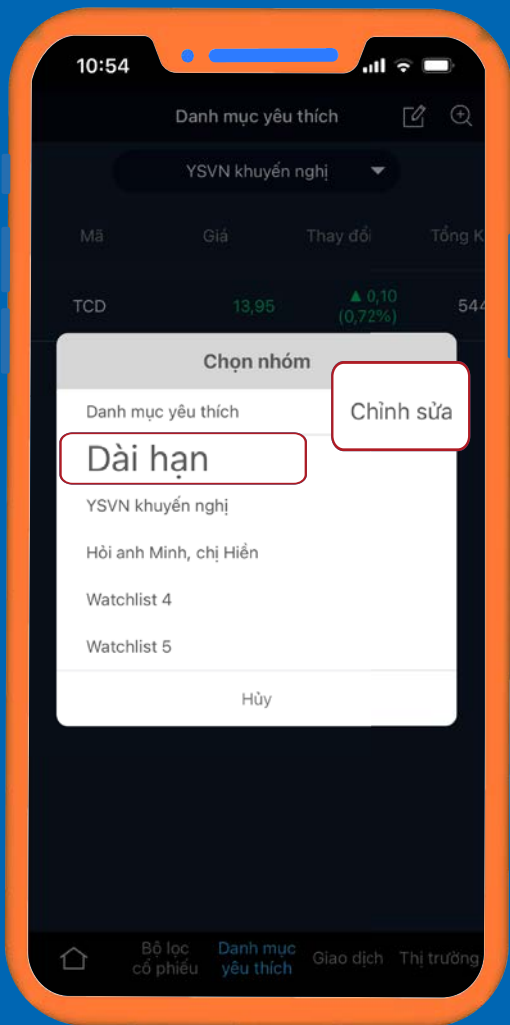 10:54
Danh mục yêu thích
YSVN khuyến nghị
Mã Giá Thay đổi Tổng K
TCD 13,95 ▲ 0,10 544
(0,72%)
Chọn nhóm
Danh mục yêu thích Chỉnh sửa
Dài hạn
YSVN khuyến nghị
Hỏi anh Minh, chị Hiền
Watchlist 4
Watchlist 5
Hủy
Bộ lọc cổ phiếu
Danh mục yêu thích
Giao dịch
Thị trường